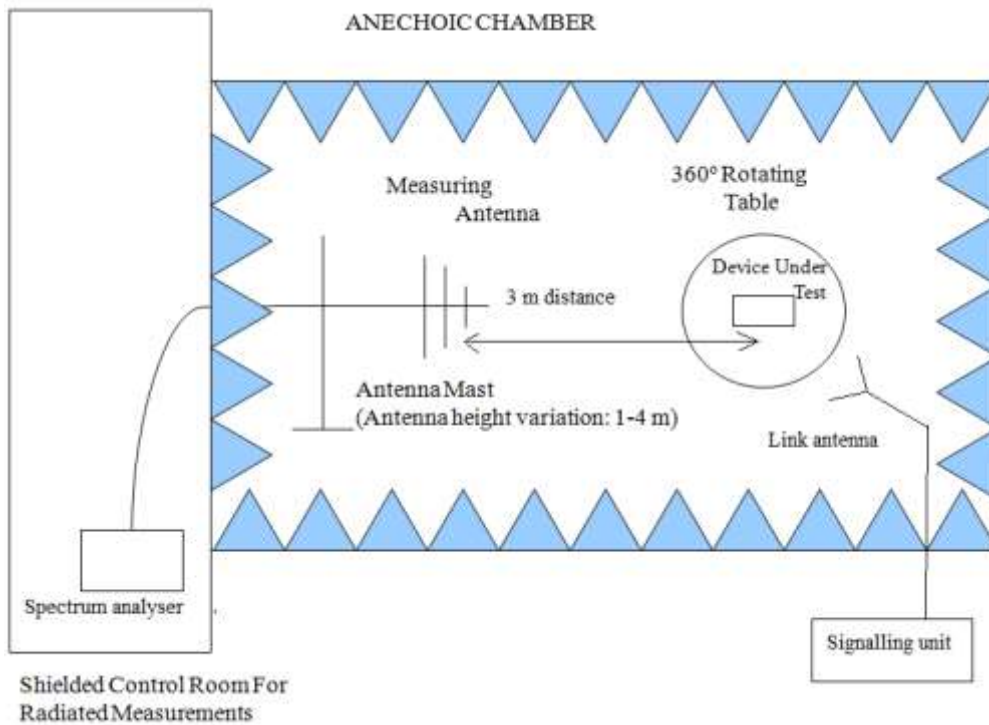 ANECHOIC CHAMBER
Measuring
Antenna
360º Rotating
Table
Device Under
Test
3 m distance
Antenna Mast
(Antenna height variation: 1-4 m)
Link antenna
Spectrum analyser
Signalling unit
Shielded Control Room For
Radiated Measurements